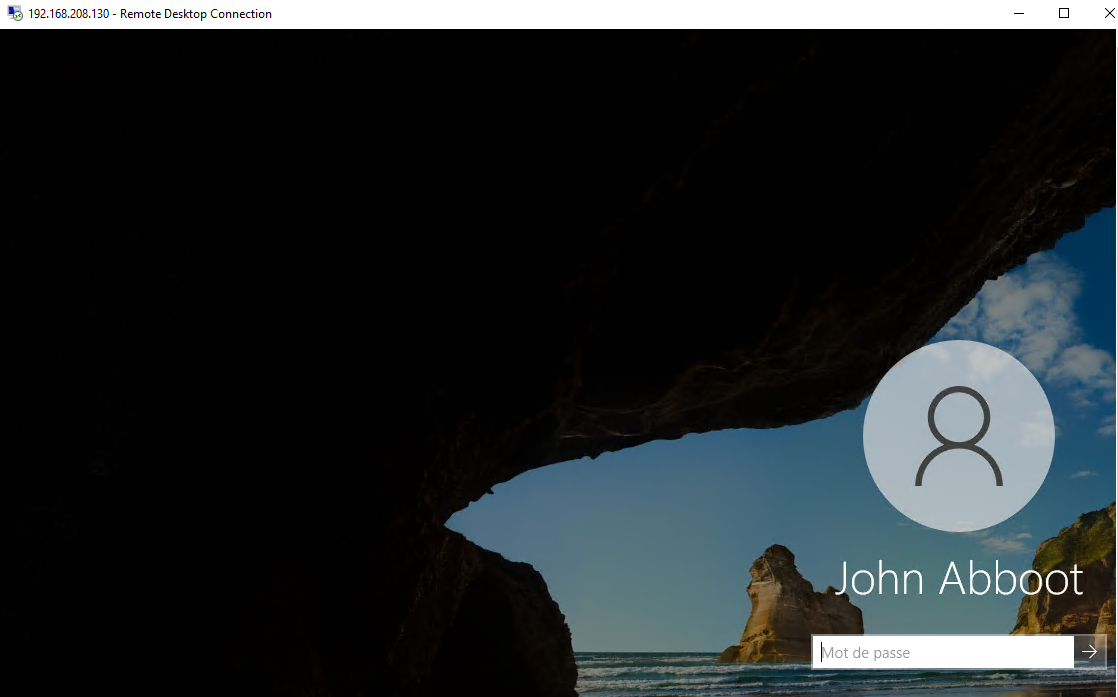 192.168.208.130 - Remote Desktop Connection
John Abboot
Mot de passe